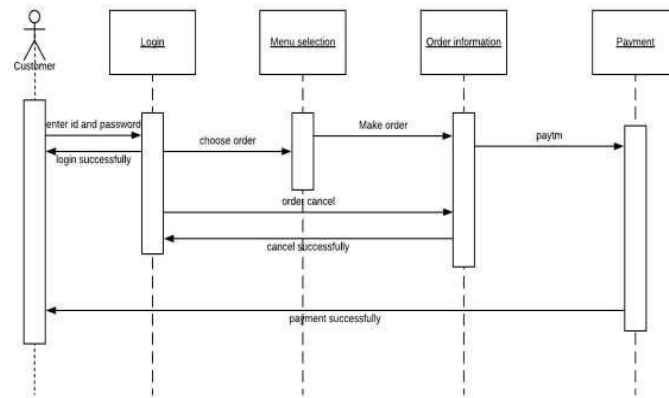 Login
Menu selection
Order information
Payment
Customer
enter id and password
Make order
choose order
paytm
login successfully
order cancel
cancel successfully
payment successfully